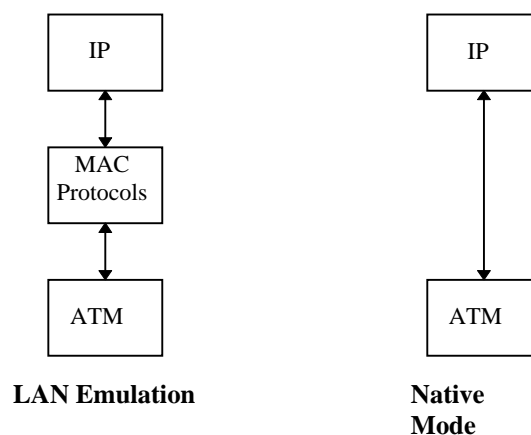 IP
MAC
Protocols
ATM
LAN Emulation
IP
ATM
Native
Mode